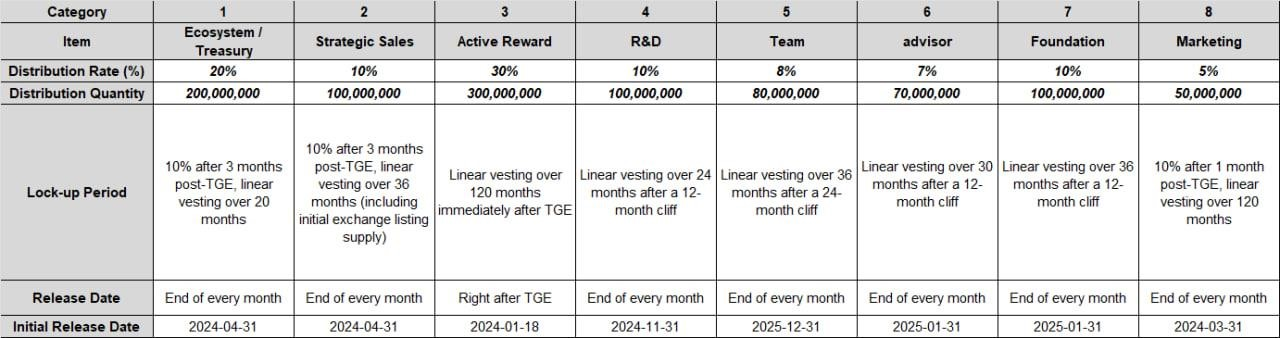 Category 1 2 3 4 5 6 7 8
Item Ecosystem / Treasury Strategic Sales Active Reward R&D Team advisor Foundation Marketing
Distribution Rate (%) 20% 10% 30% 10% 8% 7% 10% 5%
Distribution Quantity 200,000,000 100,000,000 300,000,000 100,000,000 80,000,000 70,000,000 100,000,000 50,000,000
Lock-up Period
10% after 3 months
post-TGE, linear
vesting over 20
months
10% after 3 months
post-TGE, linear
vesting over 36
months (including
initial exchange listing
supply)
Linear vesting over
120 months
immediately after TGE
Linear vesting over 24
months after a 12-
month cliff
Linear vesting over 36
months after a 24-
month cliff
Linear vesting over 30
months after a 12-
month cliff
Linear vesting over 36
months after a 12-
month cliff
10% after 1 month
post-TGE, linear
vesting over 120
months
Release Date End of every month End of every month Right after TGE End of every month End of every month End of every month End of every month End of every month
Initial Release Date 2024-04-31 2024-04-31 2024-01-18 2024-11-31 2025-12-31 2025-01-31 2025-01-31 2024-03-31